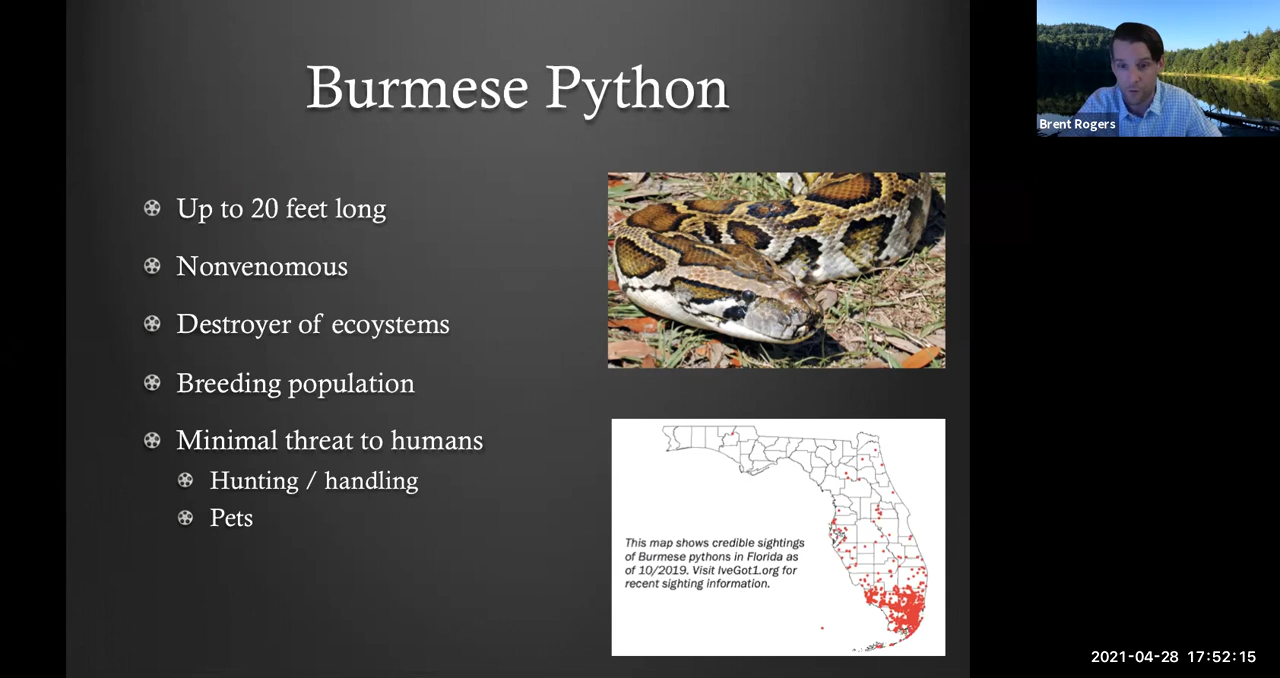 Burmese Python
Up to 20 feet long
Nonvenomous
Destroyer of ecoystems
Breeding population
Minimal threat to humans
Hunting / handling
Pets
This map shows credible sightings
of Burmese pythons in Florida as
of 10/2019. Visit IveGot1.org for
recent sighting information.
Brent Rogers
2021-04-28 17:52:15